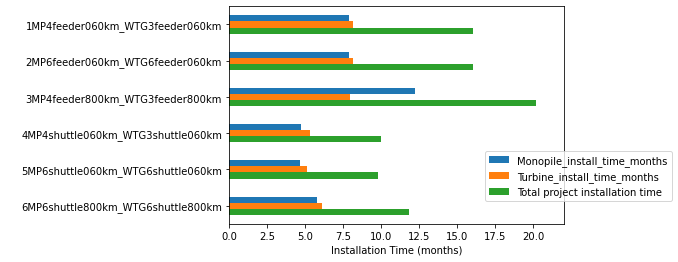 1MP4feeder060km_WTG3feeder060km
2MP6feeder060km_WTG6feeder060km
3MP4feeder800km_WTG3feeder800km
4MP4shuttle060km_WTG3shuttle060km
5MP6shuttle060km_WTG6shuttle060km
6MP6shuttle800km_WTG6shuttle800km
Monopile_install_time_months
Turbine_install_time_months
Total project installation time
0.0 2.5 5.0 7.5 10.0 12.5 15.0 17.5 20.0
Installation Time (months)